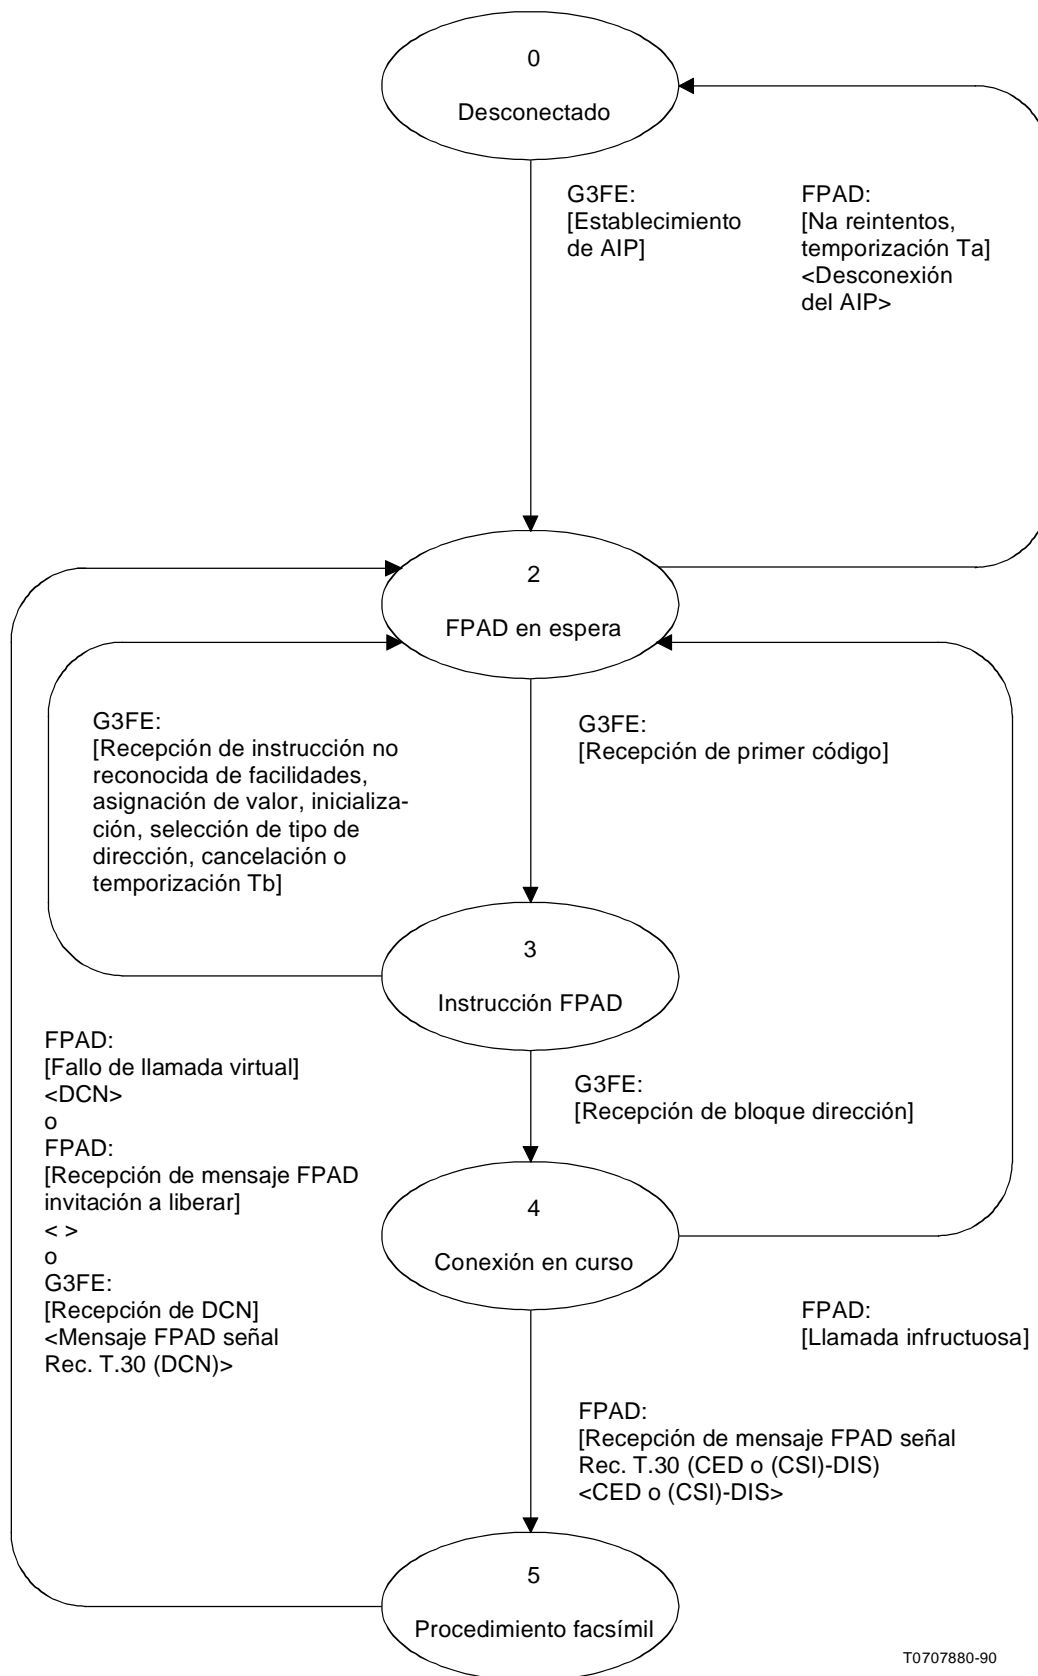 0
Desconectado
G3FE:
[Establecimiento
de AIP]
FPAD:
[Na reintentos,
temporización Ta]
<Desconexión
del AIP>
2
FPAD en espera
G3FE:
[Recepción de instrucción no
reconocida de facilidades,
asignación de valor, inicializa-
ción, selección de tipo de
dirección, cancelación o
temporización Tb]
G3FE:
[Recepción de primer código]
3
Instrucción FPAD
FPAD:
[Fallo de llamada virtual]
<DCN>
o
FPAD:
[Recepción de mensaje FPAD
invitación a liberar]
< >
o
G3FE:
[Recepción de DCN]
<Mensaje FPAD señal
Rec. T.30 (DCN)>
G3FE:
[Recepción de bloque dirección]
4
Conexión en curso
FPAD:
[Llamada infructuosa]
FPAD:
[Recepción de mensaje FPAD señal
Rec. T.30 (CED o (CSI)-DIS)
<CED o (CSI)-DIS>
5
Procedimiento facsímil
T0707880-90